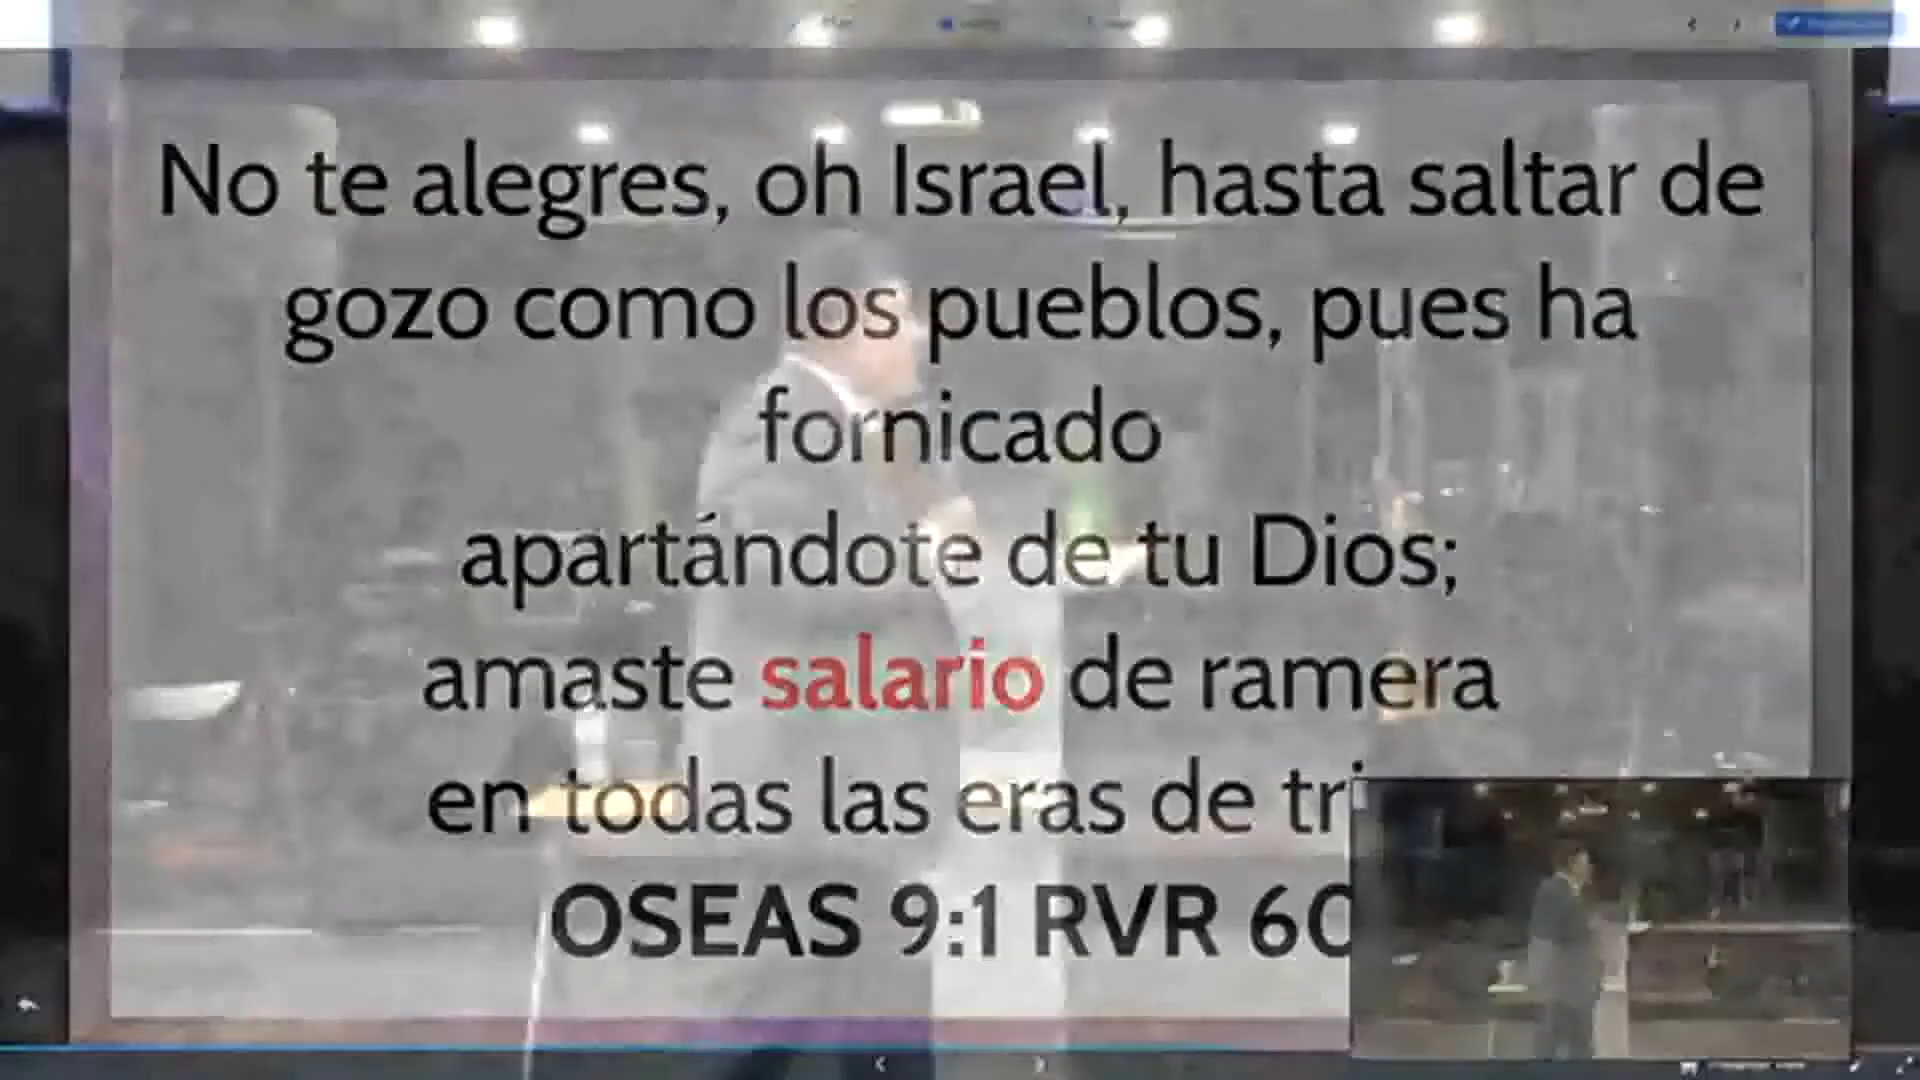 No te alegres, oh Israel, hasta saltar de
gozo como los pueblos, pues ha
fornicado
apartándote de tu Dios;
amaste salario de ramera
en todas las eras de
OSEAS 9:1 RVR 60